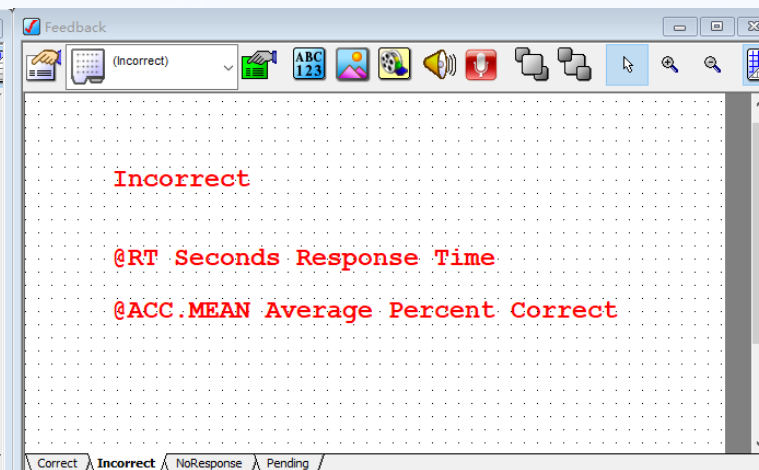 Feedback
(Incorrect)
ABC
123
Incorrect
@RT Seconds Response Time
@ACC.MEAN Average Percent Correct
Correct Incorrect NoResponse Pending